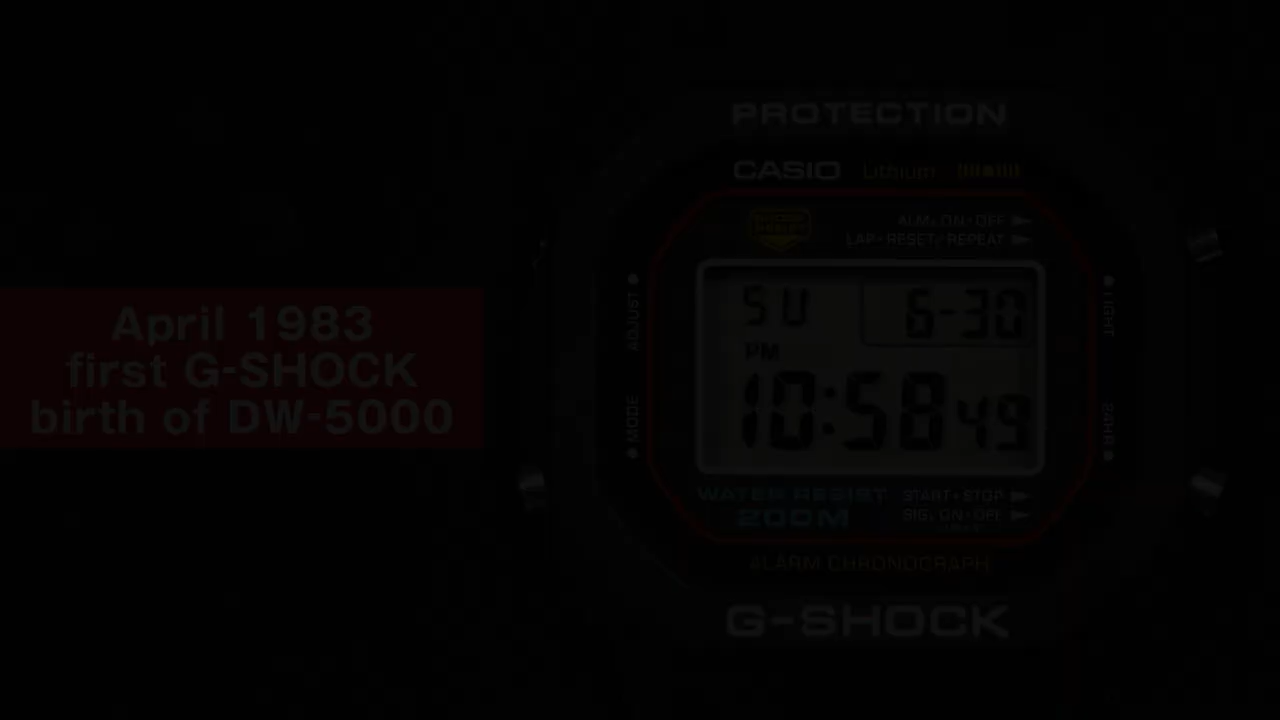 April 1983
first G-SHOCK
birth of DW-5000
PROTECTION
CASIO Lithium
SHOCK RESIST
ALM. ON·OFF
LAP·RESET/REPEAT
ADJUST
LIGHT
SU 6-30
PM
10:58 49
MODE
24HR
WATER RESIST
200M
START·STOP
SIG. ON·OFF
ALARM CHRONOGRAPH
G-SHOCK